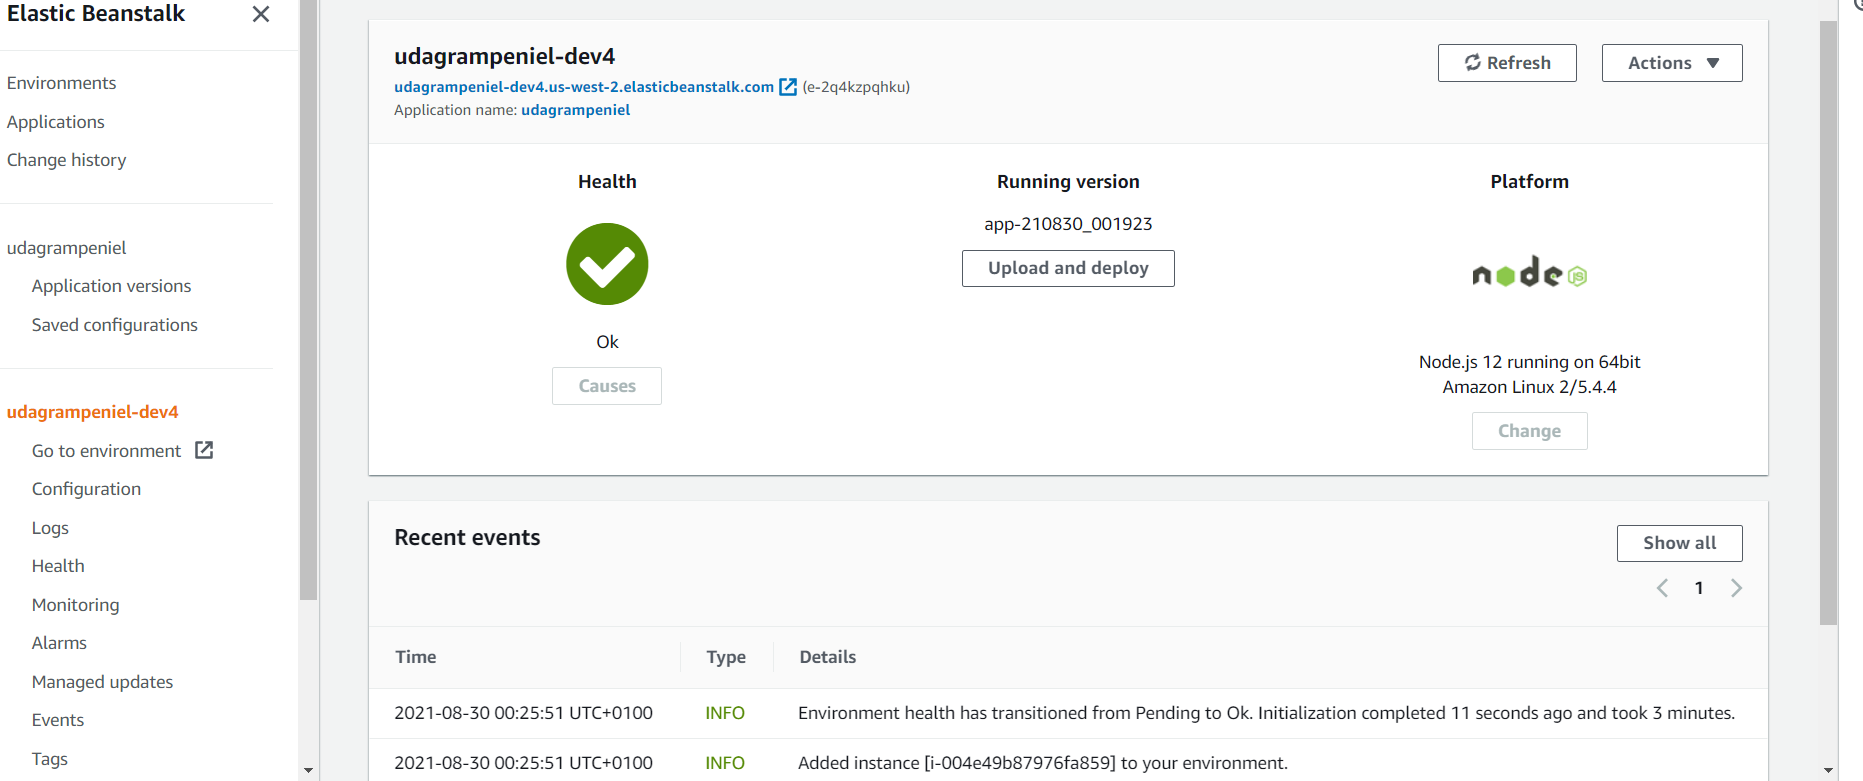 Elastic Beanstalk
Environments
Applications
Change history
udagrampeniel
Application versions
Saved configurations
udagrampeniel-dev4
Go to environment
Configuration
Logs
Health
Monitoring
Alarms
Managed updates
Events
Tags
udagrampeniel-dev4
udagrampeniel-dev4.us-west-2.elasticbeanstalk.com (e-2q4kzpqhku)
Application name: udagrampeniel
Refresh
Actions
Health
Ok
Causes
Running version
app-210830_001923
Upload and deploy
Platform
node JS
Node.js 12 running on 64bit
Amazon Linux 2/5.4.4
Change
Recent events
Show all
1
Time Type Details
2021-08-30 00:25:51 UTC+0100 INFO Environment health has transitioned from Pending to Ok. Initialization completed 11 seconds ago and took 3 minutes.
2021-08-30 00:25:51 UTC+0100 INFO Added instance [i-004e49b87976fa859] to your environment.